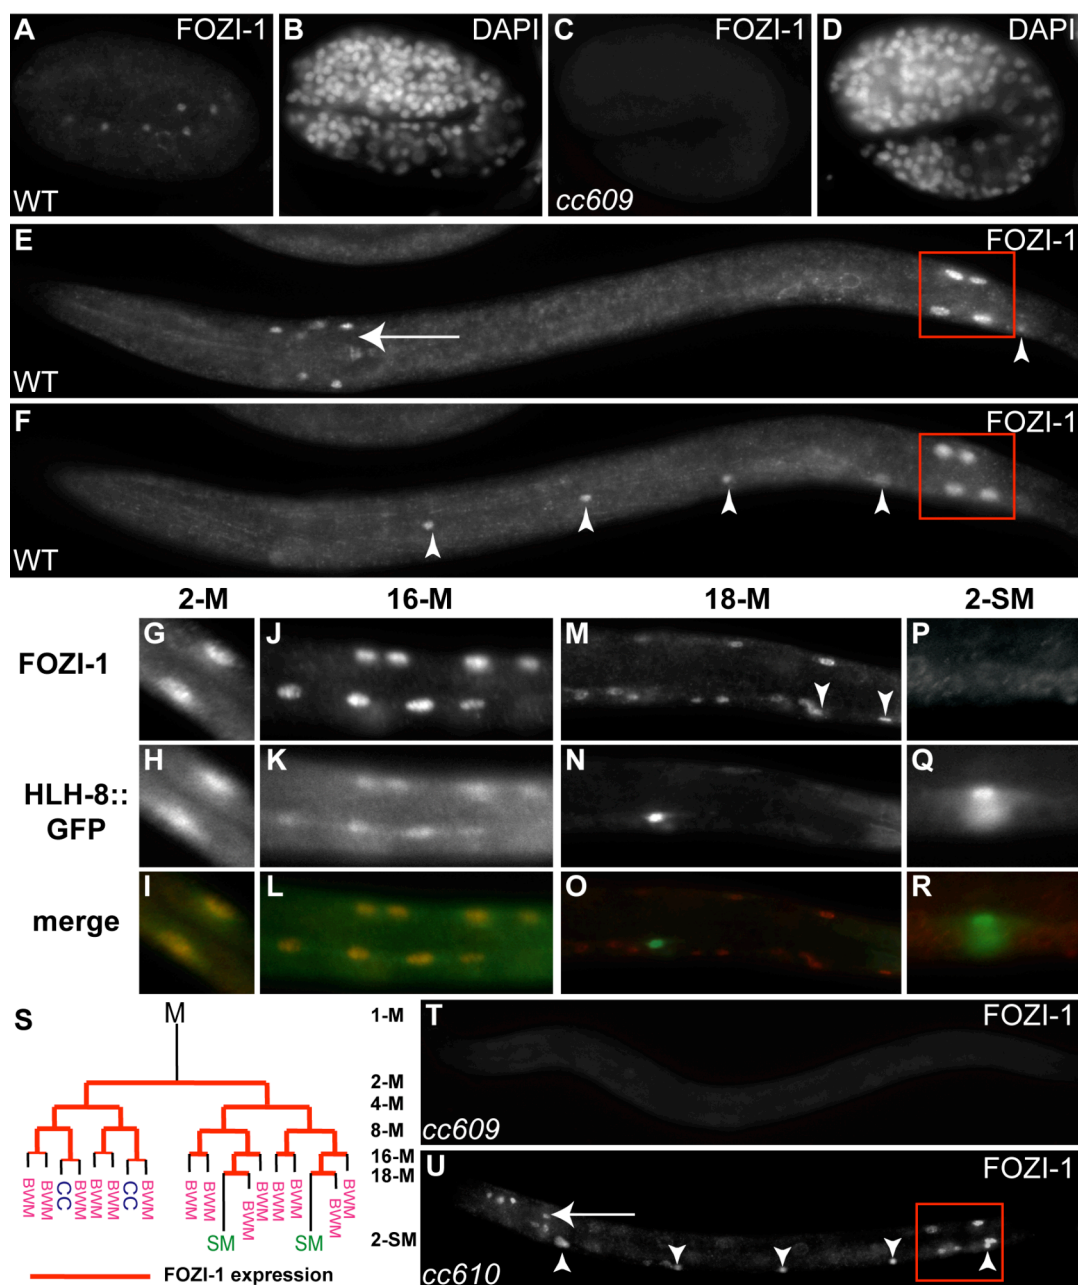 A FOZI-1
WT
B DAPI
C FOZI-1
cc609
D DAPI
E FOZI-1
WT
F FOZI-1
WT
2-M 16-M 18-M 2-SM
FOZI-1
G J M P
HLH-8::
GFP
H K N Q
merge
I L O R
S
M
1-M
2-M
4-M
8-M
16-M
18-M
2-SM
BWM BWM CC BWM BWM BWM CC BWM BWM BWM BWM BWM BWM BWM BWM BWM
SM SM
FOZI-1 expression
T FOZI-1
cc609
U FOZI-1
cc610